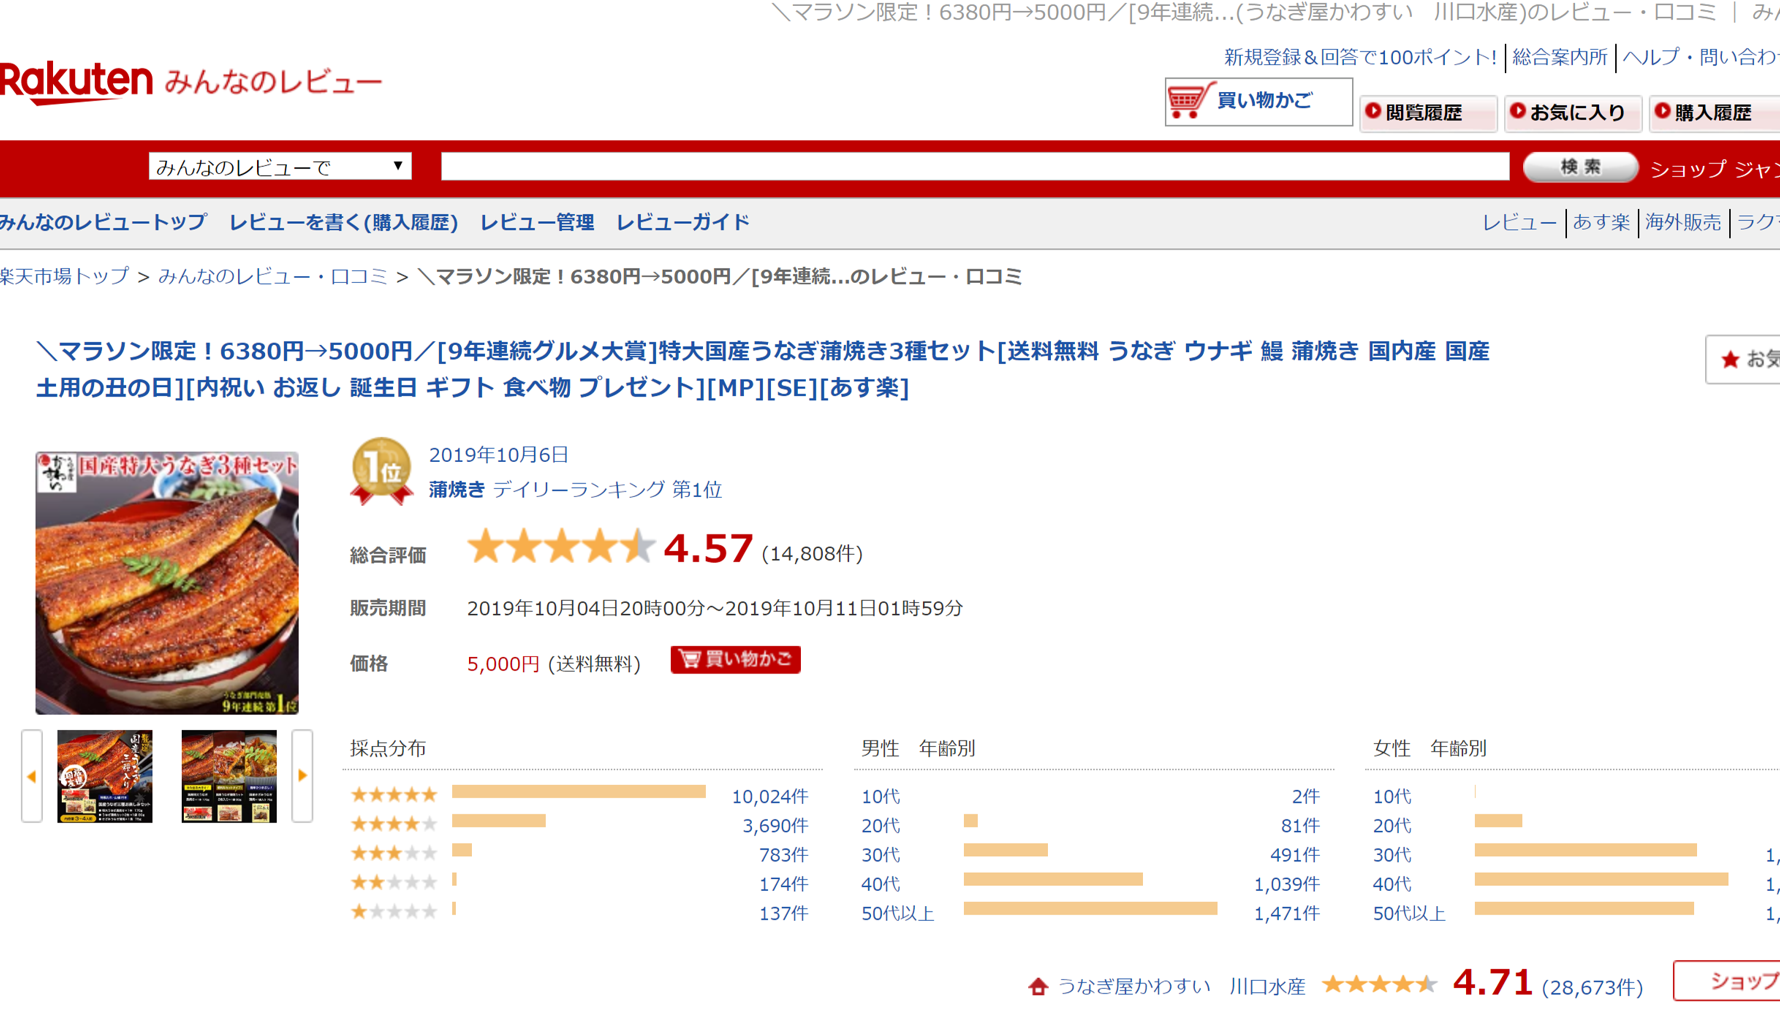 ＼マラソン限定！6380円→5000円／[9年連続...(うなぎ屋かわすい　川口水産)のレビュー・口コミ ｜ みん
新規登録＆回答で100ポイント! 総合案内所 ヘルプ・問い合わ
Rakuten みんなのレビュー
買い物かご
閲覧履歴 お気に入り 購入履歴
みんなのレビューで ▼ 検索 ショップ ジャン
みんなのレビュートップ レビューを書く(購入履歴) レビュー管理 レビューガイド
レビュー あす楽 海外販売 ラクマ
楽天市場トップ > みんなのレビュー・口コミ > ＼マラソン限定！6380円→5000円／[9年連続...のレビュー・口コミ
＼マラソン限定！6380円→5000円／[9年連続グルメ大賞]特大国産うなぎ蒲焼き3種セット[送料無料 うなぎ ウナギ 鰻 蒲焼き 国内産 国産
土用の丑の日][内祝い お返し 誕生日 ギフト 食べ物 プレゼント][MP][SE][あす楽]
★ お気
国産特大うなぎ3種セット
うなぎ部門連続
9年連続第1位
1位
2019年10月6日
蒲焼き デイリーランキング 第1位
総合評価 4.57 (14,808件)
販売期間 2019年10月04日20時00分～2019年10月11日01時59分
価格 5,000円 (送料無料) 買い物かご
採点分布 男性　年齢別 女性　年齢別
★★★★★ 10,024件 10代 2件 10代
★★★★★ 3,690件 20代 81件 20代
★★★★★ 783件 30代 491件 30代 1,
★★★★★ 174件 40代 1,039件 40代 1,
★★★★★ 137件 50代以上 1,471件 50代以上 1,
うなぎ屋かわすい　川口水産 4.71 (28,673件) ショップ